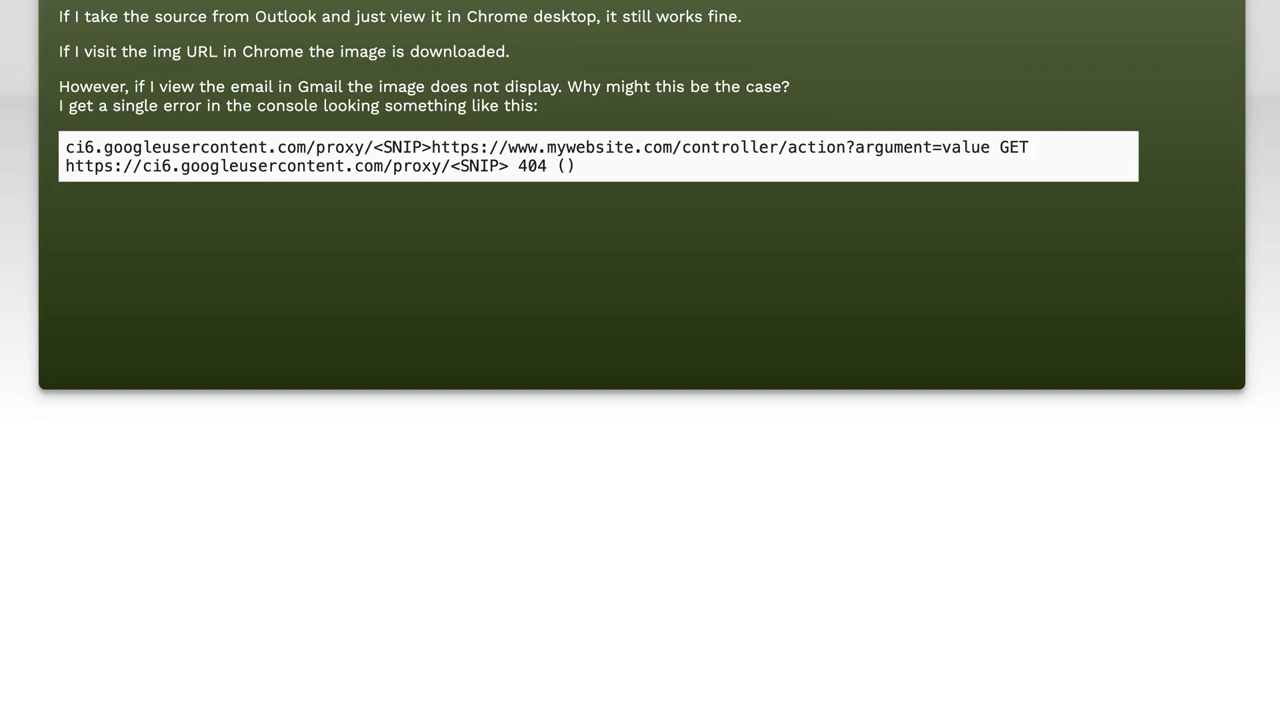 If I take the source from Outlook and just view it in Chrome desktop, it still works fine.
If I visit the img URL in Chrome the image is downloaded.
However, if I view the email in Gmail the image does not display. Why might this be the case?
I get a single error in the console looking something like this:
ci6.googleusercontent.com/proxy/<SNIP>https://www.mywebsite.com/controller/action?argument=value GET
https://ci6.googleusercontent.com/proxy/<SNIP> 404 ()